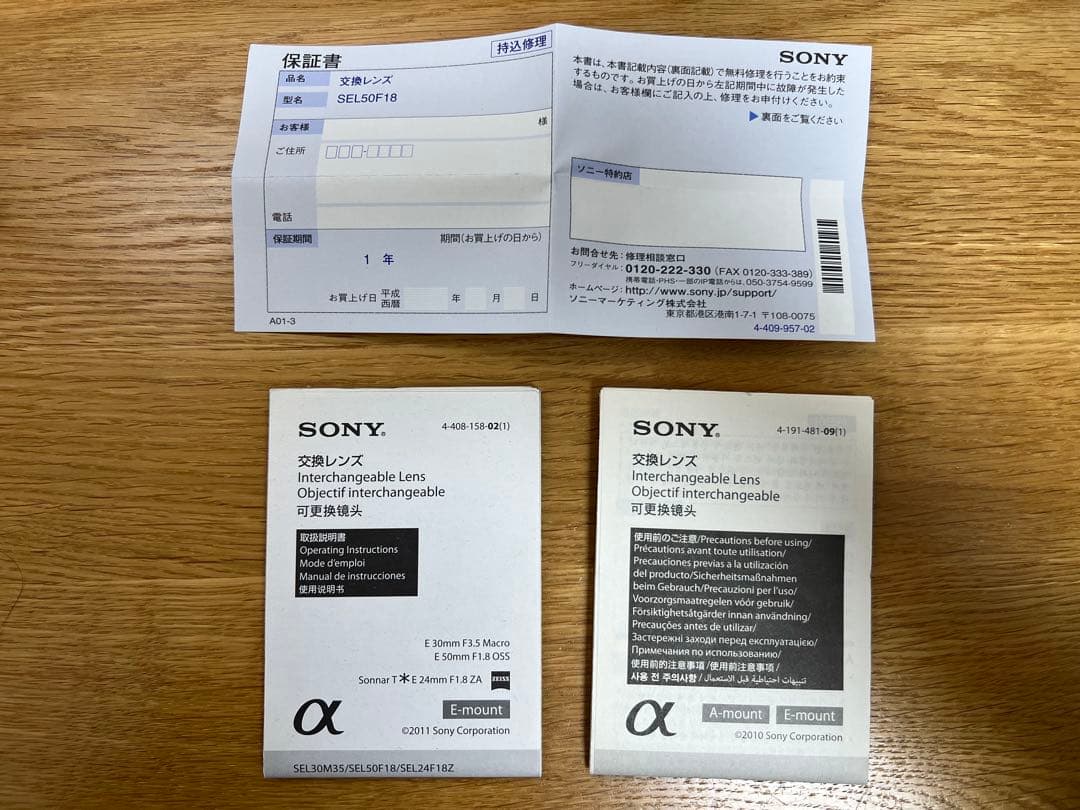 保証書
持込修理
品名 交換レンズ
型名 SEL50F18
お客様 様
ご住所
電話
保証期間 期間(お買上げの日から)
1 年
お買上げ日 平成 西暦 年 月 日
A01-3
SONY
本書は、本書記載内容(裏面記載)で無料修理を行うことをお約束
するものです。お買上げの日から左記期間中に故障が発生した
場合は、お客様欄にご記入の上、修理をお申付けください。
▶裏面をご覧ください
ソニー特約店
お問合せ先:修理相談窓口
フリーダイヤル:0120-222-330 (FAX 0120-333-389)
携帯電話・PHS・一部のIP電話からは、050-3754-9599
ホームページ:http://www.sony.jp/support/
ソニーマーケティング株式会社
東京都港区港南1-7-1 〒108-0075
4-409-957-02
SONY®
4-408-158-02(1)
交換レンズ
Interchangeable Lens
Objectif interchangeable
可更换镜头
取扱説明書
Operating Instructions
Mode d'emploi
Manual de instrucciones
使用说明书
E 30mm F3.5 Macro
E 50mm F1.8 OSS
Sonnar T＊ E 24mm F1.8 ZA ZEISS
α
E-mount
©2011 Sony Corporation
SEL30M35/SEL50F18/SEL24F18Z
SONY®
4-191-481-09(1)
交換レンズ
Interchangeable Lens
Objectif interchangeable
可更换镜头
使用前のご注意/Precautions before using/
Précautions avant toute utilisation/
Precauciones previas a la utilización
del producto/Sicherheitsmaßnahmen
beim Gebrauch/Precauzioni per l'uso/
Voorzorgsmaatregelen vóór gebruik/
Försiktighetsåtgärder innan användning/
Precauções antes de utilizar/
Застережні заходи перед експлуатацією/
Примечания по использованию/
使用前的注意事项/使用前注意事項/
사용 전 주의사항/تنبيهات احتياطية قبل الاستعمال
α
A-mount E-mount
©2010 Sony Corporation